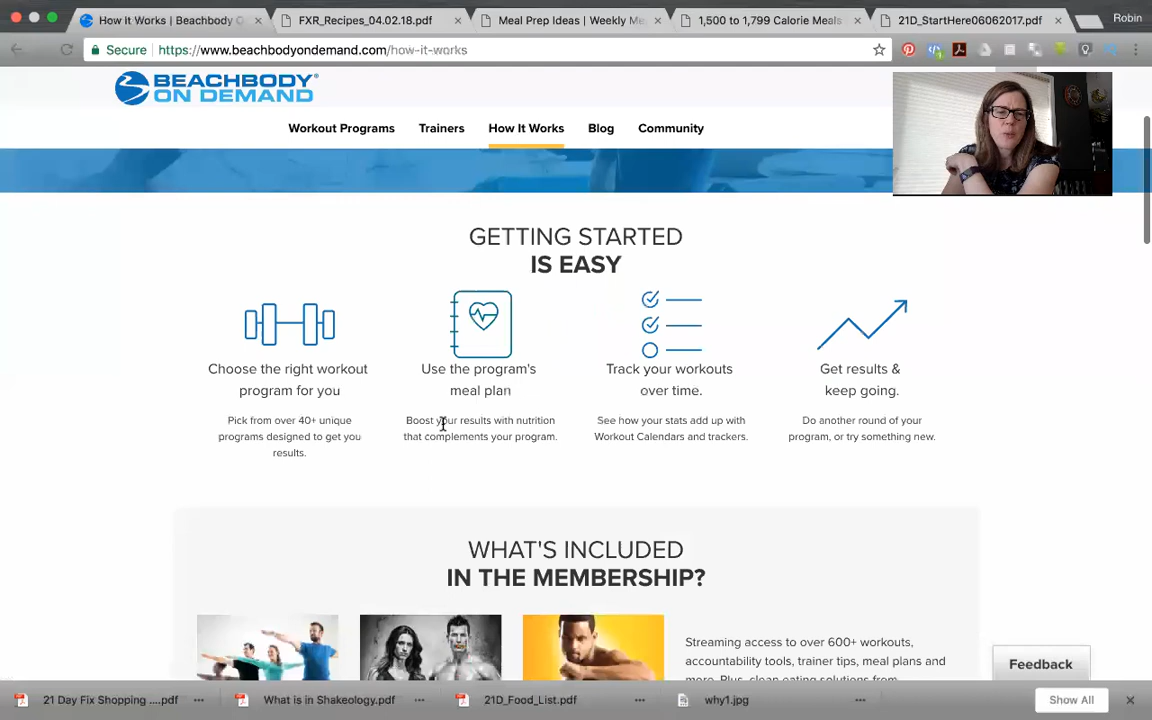 How it Works | Beachbody O
FXR_Recipes_04.02.18.pdf
Meal Prep Ideas | Weekly Me
1,500 to 1,799 Calorie Meals
21D_StartHere06062017.pdf
Robin
Secure
https://www.beachbodyondemand.com/how-it-works
BEACHBODY
ON DEMAND
Workout Programs
Trainers
How It Works
Blog
Community
GETTING STARTED
IS EASY
Choose the right workout
program for you
Pick from over 40+ unique
programs designed to get you
results.
Use the program's
meal plan
Boost your results with nutrition
that complements your program.
Track your workouts
over time.
See how your stats add up with
Workout Calendars and trackers.
Get results &
keep going.
Do another round of your
program, or try something new.
WHAT'S INCLUDED
IN THE MEMBERSHIP?
Streaming access to over 600+ workouts,
accountability tools, trainer tips, meal plans and
Feedback
21 Day Fix Shopping ....pdf
What is in Shakeology.pdf
21D_Food_List.pdf
why1.jpg
Show All